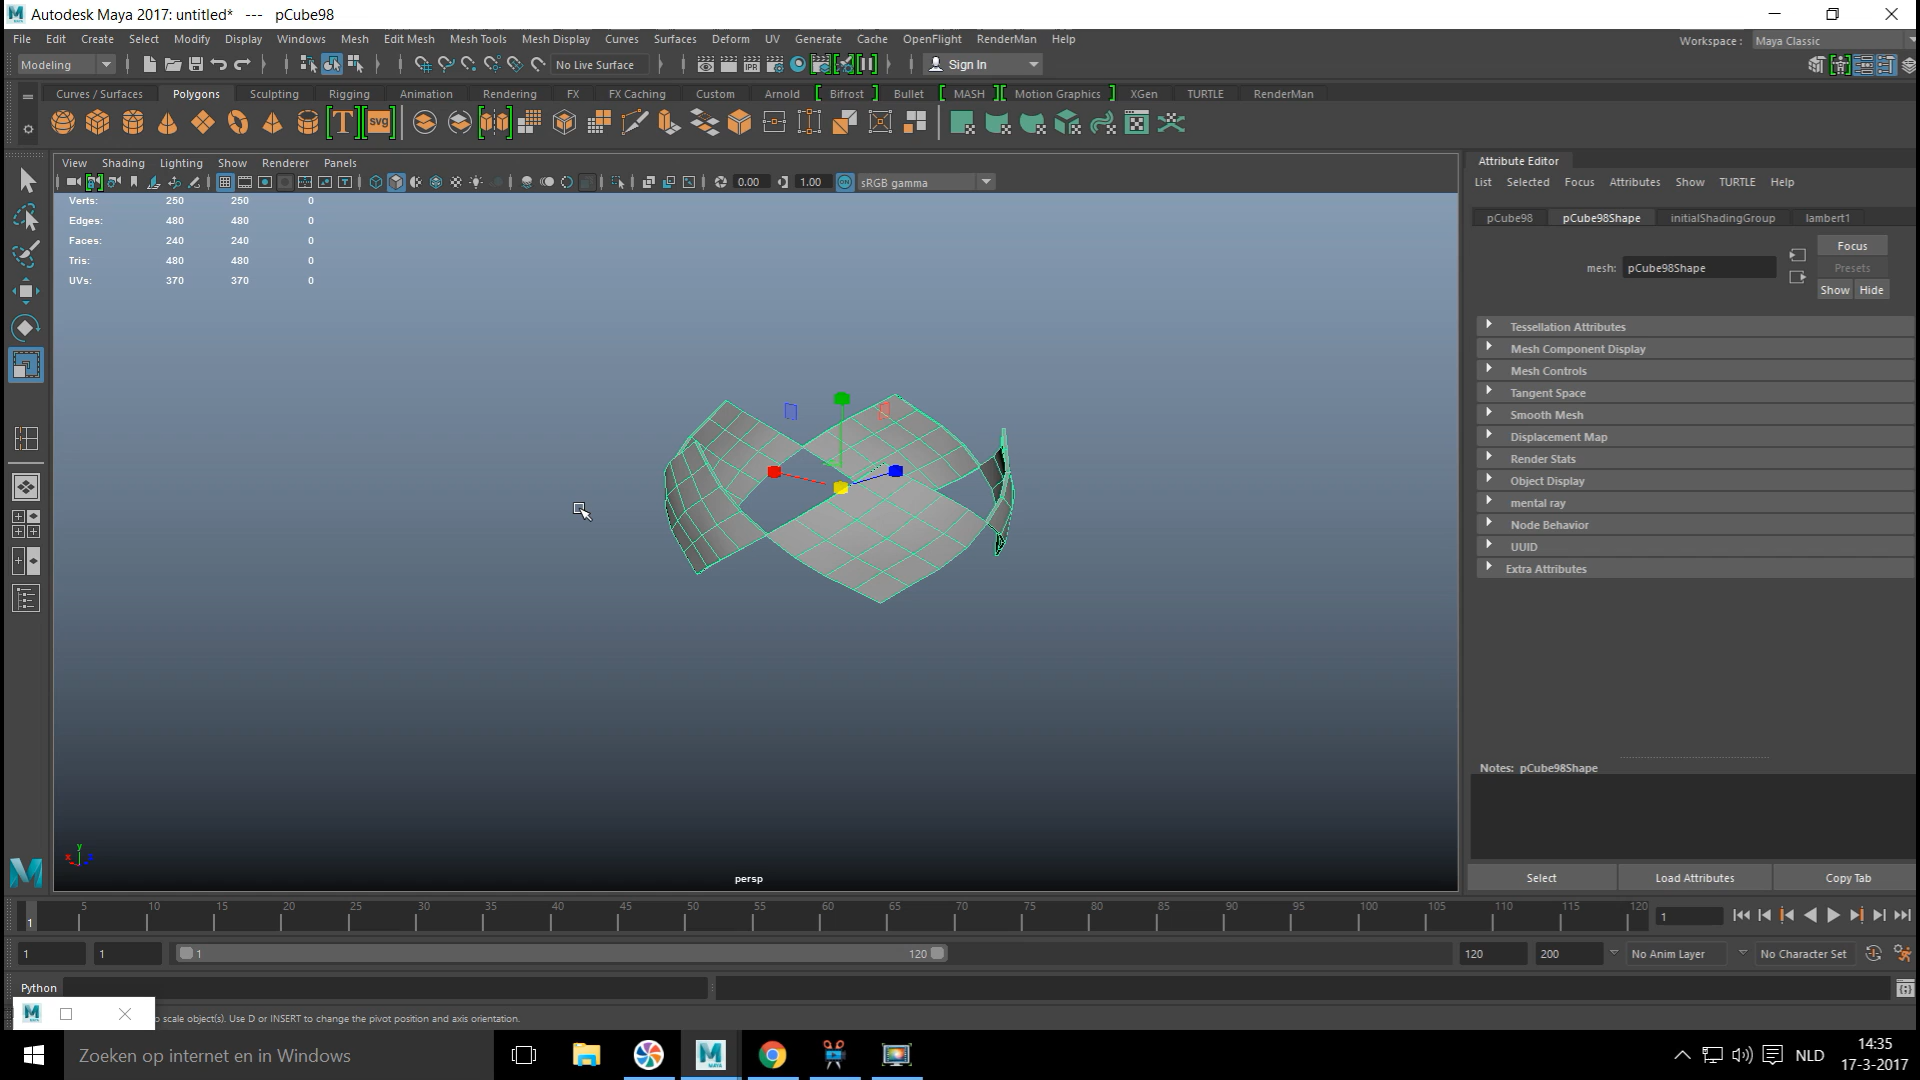 Autodesk Maya 2017: untitled* --- pCube98
File Edit Create Select Modify Display Windows Mesh Edit Mesh Mesh Tools Mesh Display Curves Surfaces Deform UV Generate Cache OpenFlight RenderMan Help
Workspace : Maya Classic
Modeling No Live Surface IPR Sign In
Curves / Surfaces Polygons Sculpting Rigging Animation Rendering FX FX Caching Custom Arnold Bifrost Bullet MASH Motion Graphics XGen TURTLE RenderMan
T SVG
View Shading Lighting Show Renderer Panels
0.00 1.00 ON sRGB gamma
Verts: 250 250 0
Edges: 480 480 0
Faces: 240 240 0
Tris: 480 480 0
UVs: 370 370 0
persp
Attribute Editor
List Selected Focus Attributes Show TURTLE Help
pCube98 pCube98Shape initialShadingGroup lambert1
mesh: pCube98Shape
Focus
Presets
Show Hide
Tessellation Attributes
Mesh Component Display
Mesh Controls
Tangent Space
Smooth Mesh
Displacement Map
Render Stats
Object Display
mental ray
Node Behavior
UUID
Extra Attributes
Notes: pCube98Shape
Select Load Attributes Copy Tab
1 5 10 15 20 25 30 35 40 45 50 55 60 65 70 75 80 85 90 95 100 105 110 115 120 1
1 1 1 120 120 200 No Anim Layer No Character Set
Python
scale object(s). Use D or INSERT to change the pivot position and axis orientation.
Zoeken op internet en in Windows
NLD
14:35
17-3-2017